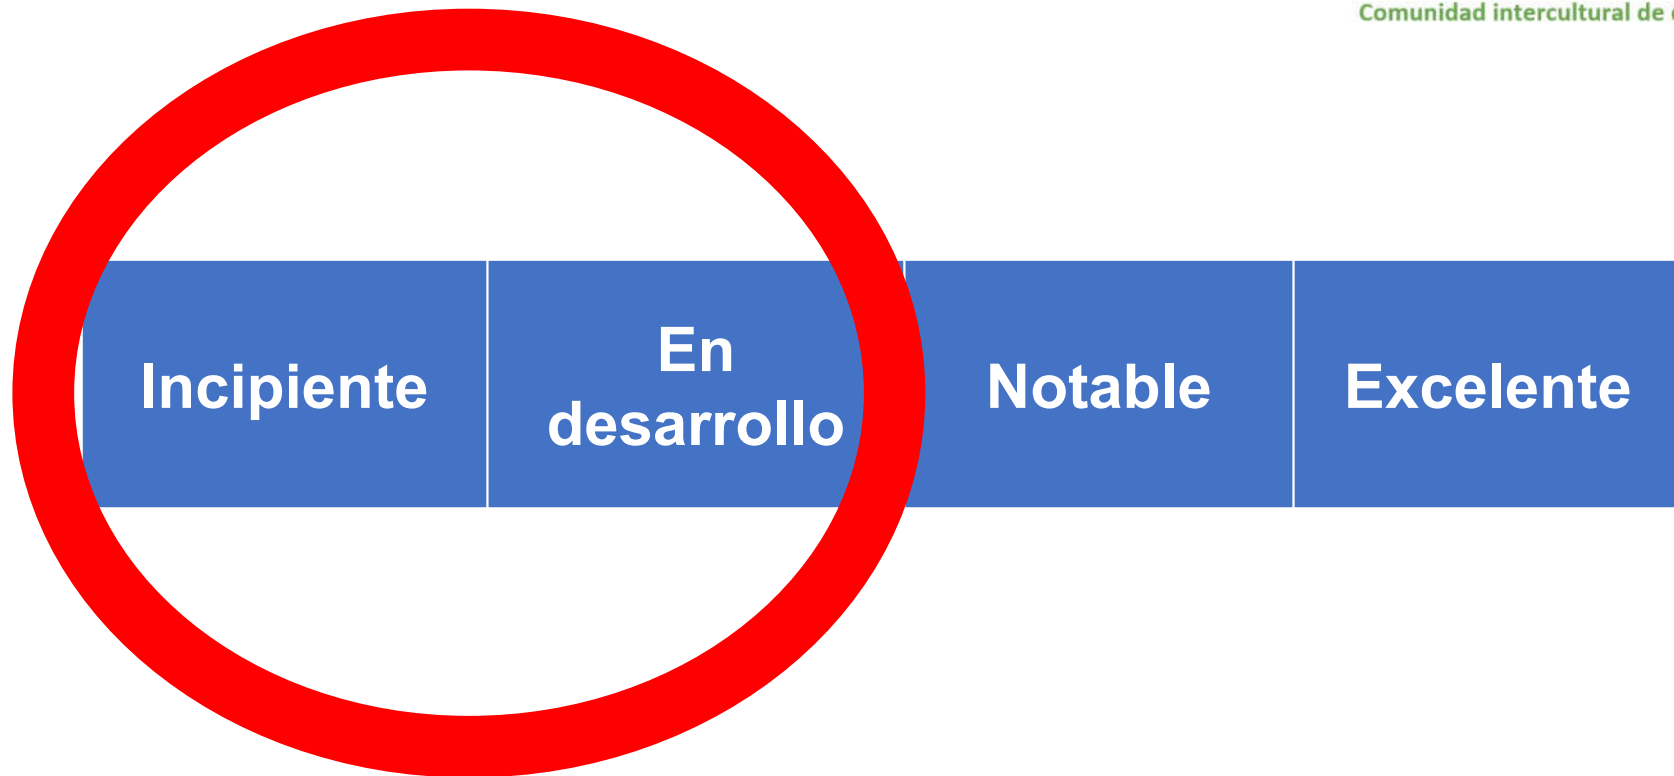 Comunidad intercultural de
Incipiente
En
desarrollo
Notable
Excelente